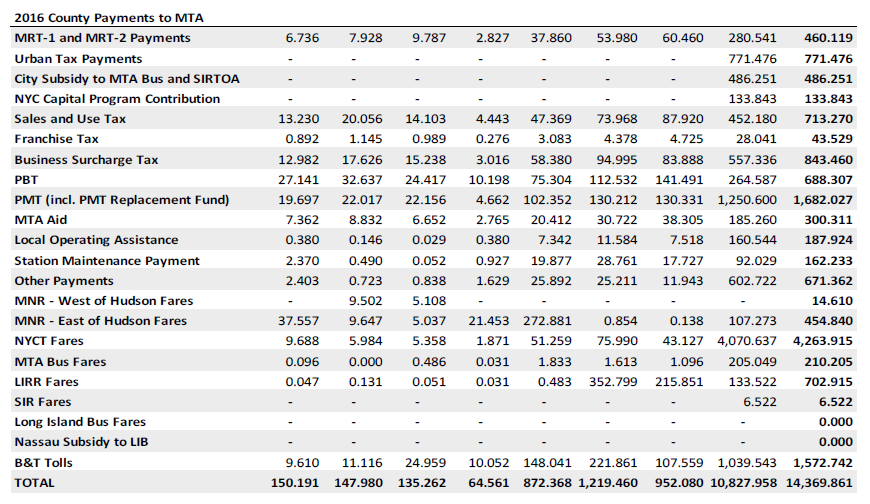 2016 County Payments to MTA
MRT-1 and MRT-2 Payments 6.736 7.928 9.787 2.827 37.860 53.980 60.460 280.541 460.119
Urban Tax Payments - - - - - - - 771.476 771.476
City Subsidy to MTA Bus and SIRTOA - - - - - - - 486.251 486.251
NYC Capital Program Contribution - - - - - - - 133.843 133.843
Sales and Use Tax 13.230 20.056 14.103 4.443 47.369 73.968 87.920 452.180 713.270
Franchise Tax 0.892 1.145 0.989 0.276 3.083 4.378 4.725 28.041 43.529
Business Surcharge Tax 12.982 17.626 15.238 3.016 58.380 94.995 83.888 557.336 843.460
PBT 27.141 32.637 24.417 10.198 75.304 112.532 141.491 264.587 688.307
PMT (incl. PMT Replacement Fund) 19.697 22.017 22.156 4.662 102.352 130.212 130.331 1,250.600 1,682.027
MTA Aid 7.362 8.832 6.652 2.765 20.412 30.722 38.305 185.260 300.311
Local Operating Assistance 0.380 0.146 0.029 0.380 7.342 11.584 7.518 160.544 187.924
Station Maintenance Payment 2.370 0.490 0.052 0.927 19.877 28.761 17.727 92.029 162.233
Other Payments 2.403 0.723 0.838 1.629 25.892 25.211 11.943 602.722 671.362
MNR - West of Hudson Fares - 9.502 5.108 - - - - - 14.610
MNR - East of Hudson Fares 37.557 9.647 5.037 21.453 272.881 0.854 0.138 107.273 454.840
NYCT Fares 9.688 5.984 5.358 1.871 51.259 75.990 43.127 4,070.637 4,263.915
MTA Bus Fares 0.096 0.000 0.486 0.031 1.833 1.613 1.096 205.049 210.205
LIRR Fares 0.047 0.131 0.051 0.031 0.483 352.799 215.851 133.522 702.915
SIR Fares - - - - - - - 6.522 6.522
Long Island Bus Fares - - - - - - - - 0.000
Nassau Subsidy to LIB - - - - - - - - 0.000
B&T Tolls 9.610 11.116 24.959 10.052 148.041 221.861 107.559 1,039.543 1,572.742
TOTAL 150.191 147.980 135.262 64.561 872.368 1,219.460 952.080 10,827.958 14,369.861